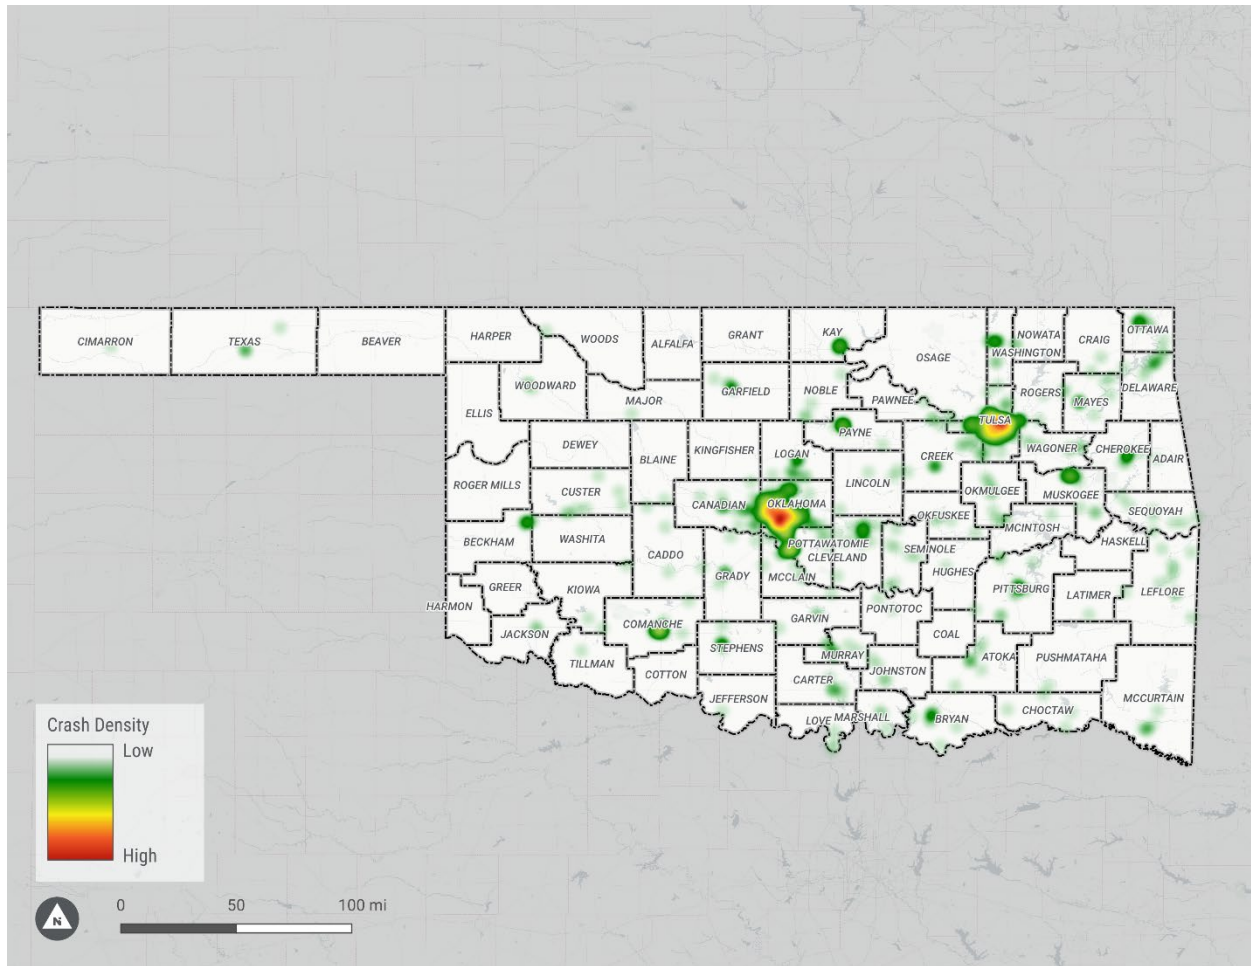 CIMARRON
TEXAS
BEAVER
HARPER
WOODS
ALFALFA
GRANT
KAY
OSAGE
NOWATA
WASHINGTON
CRAIG
OTTAWA
WOODWARD
ELLIS
MAJOR
GARFIELD
NOBLE
PAWNEE
ROGERS
MAYES
DELAWARE
TULSA
DEWEY
BLAINE
KINGFISHER
LOGAN
PAYNE
CREEK
WAGONER
CHEROKEE
ADAIR
ROGER MILLS
CUSTER
CANADIAN
OKLAHOMA
LINCOLN
OKMULGEE
MUSKOGEE
OKFUSKEE
MCINTOSH
SEQUOYAH
BECKHAM
WASHITA
CADDO
GRADY
MCCLAIN
POTTAWATOMIE
CLEVELAND
SEMINOLE
HUGHES
HASKELL
PITTSBURG
LATIMER
LEFLORE
HARMON
GREER
KIOWA
COMANCHE
GARVIN
PONTOTOC
COAL
JACKSON
TILLMAN
STEPHENS
MURRAY
JOHNSTON
ATOKA
PUSHMATAHA
COTTON
CARTER
MCCURTAIN
JEFFERSON
LOVE
MARSHALL
BRYAN
CHOCTAW
Crash Density
Low
High
N
0 50 100 mi